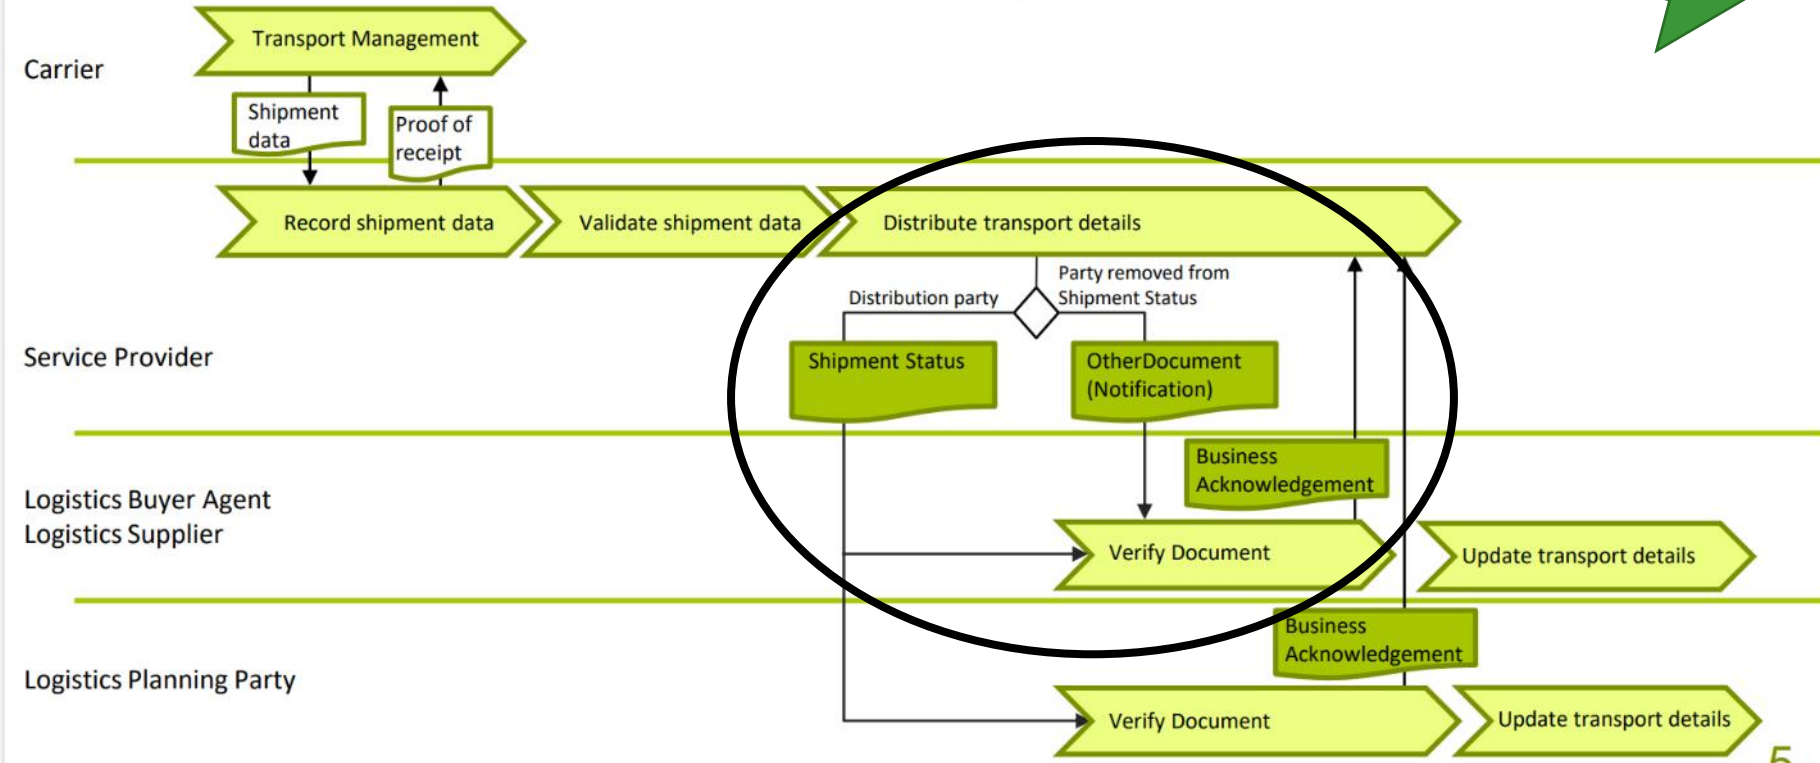 Transport Management
Carrier
Shipment
data
Proof of
receipt
Record shipment data
Validate shipment data
Distribute transport details
Party removed from
Shipment Status
Distribution party
Service Provider
Shipment Status
OtherDocument
(Notification)
Business
Acknowledgement
Logistics Buyer Agent
Logistics Supplier
Verify Document
Update transport details
Business
Acknowledgement
Logistics Planning Party
Verify Document
Update transport details
5